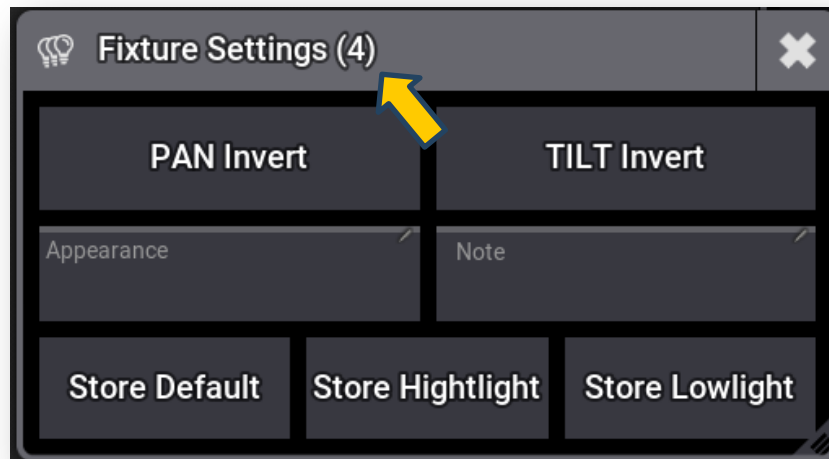 Fixture Settings (4)
PAN Invert
TILT Invert
Appearance
Note
Store Default
Store Hightlight
Store Lowlight